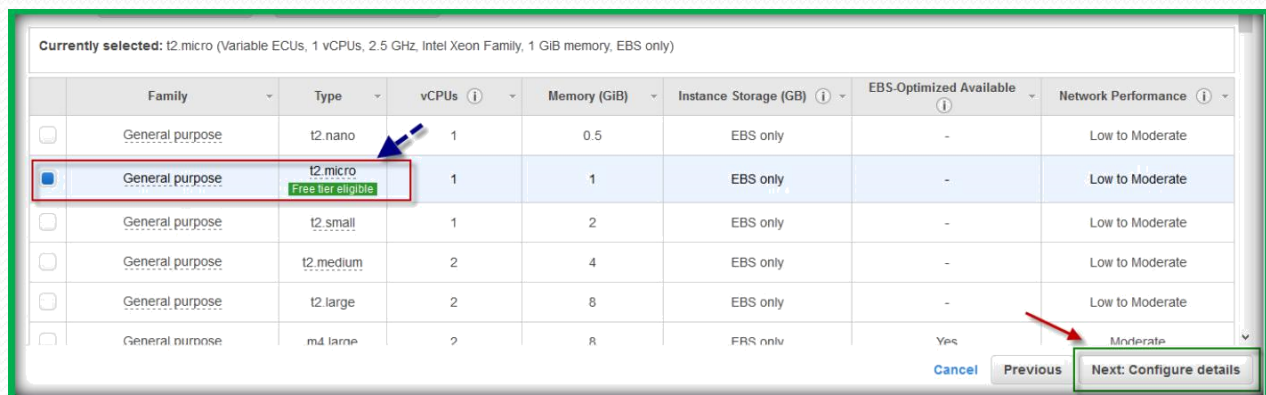 Currently selected: t2.micro (Variable ECUs, 1 vCPUs, 2.5 GHz, Intel Xeon Family, 1 GiB memory, EBS only)
Family Type vCPUs Memory (GiB) Instance Storage (GB) EBS-Optimized Available Network Performance
General purpose t2.nano 1 0.5 EBS only - Low to Moderate
General purpose t2.micro 1 1 EBS only - Low to Moderate
Free tier eligible
General purpose t2.small 1 2 EBS only - Low to Moderate
General purpose t2.medium 2 4 EBS only - Low to Moderate
General purpose t2.large 2 8 EBS only - Low to Moderate
General purpose m4.large 2 8 EBS only Yes Moderate
Cancel Previous Next: Configure details